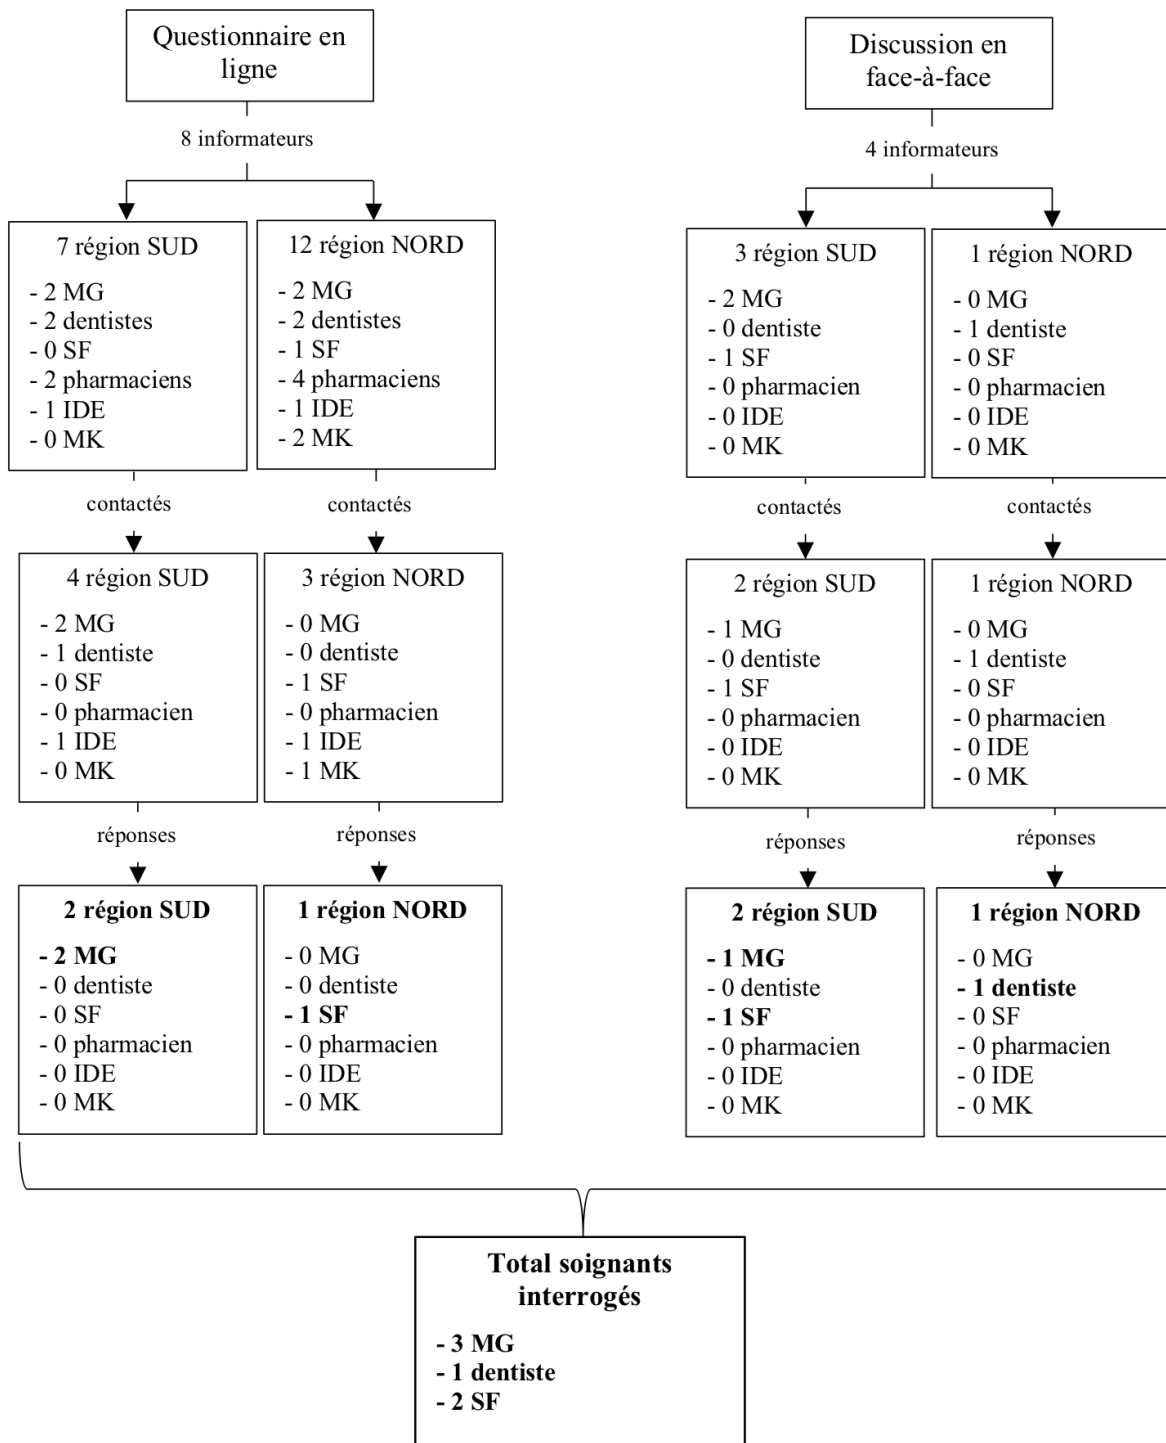 Questionnaire en
ligne
8 informateurs
7 région SUD
- 2 MG
- 2 dentistes
- 0 SF
- 2 pharmaciens
- 1 IDE
- 0 MK
12 région NORD
- 2 MG
- 2 dentistes
- 1 SF
- 4 pharmaciens
- 1 IDE
- 2 MK
contactés
contactés
4 région SUD
- 2 MG
- 1 dentiste
- 0 SF
- 0 pharmacien
- 1 IDE
- 0 MK
3 région NORD
- 0 MG
- 0 dentiste
- 1 SF
- 0 pharmacien
- 1 IDE
- 1 MK
réponses
réponses
2 région SUD
- 2 MG
- 0 dentiste
- 0 SF
- 0 pharmacien
- 0 IDE
- 0 MK
1 région NORD
- 0 MG
- 0 dentiste
- 1 SF
- 0 pharmacien
- 0 IDE
- 0 MK
Discussion en
face-à-face
4 informateurs
3 région SUD
- 2 MG
- 0 dentiste
- 1 SF
- 0 pharmacien
- 0 IDE
- 0 MK
1 région NORD
- 0 MG
- 1 dentiste
- 0 SF
- 0 pharmacien
- 0 IDE
- 0 MK
contactés
contactés
2 région SUD
- 1 MG
- 0 dentiste
- 1 SF
- 0 pharmacien
- 0 IDE
- 0 MK
1 région NORD
- 0 MG
- 1 dentiste
- 0 SF
- 0 pharmacien
- 0 IDE
- 0 MK
réponses
réponses
2 région SUD
- 1 MG
- 0 dentiste
- 1 SF
- 0 pharmacien
- 0 IDE
- 0 MK
1 région NORD
- 0 MG
- 1 dentiste
- 0 SF
- 0 pharmacien
- 0 IDE
- 0 MK
Total soignants
interrogés
- 3 MG
- 1 dentiste
- 2 SF